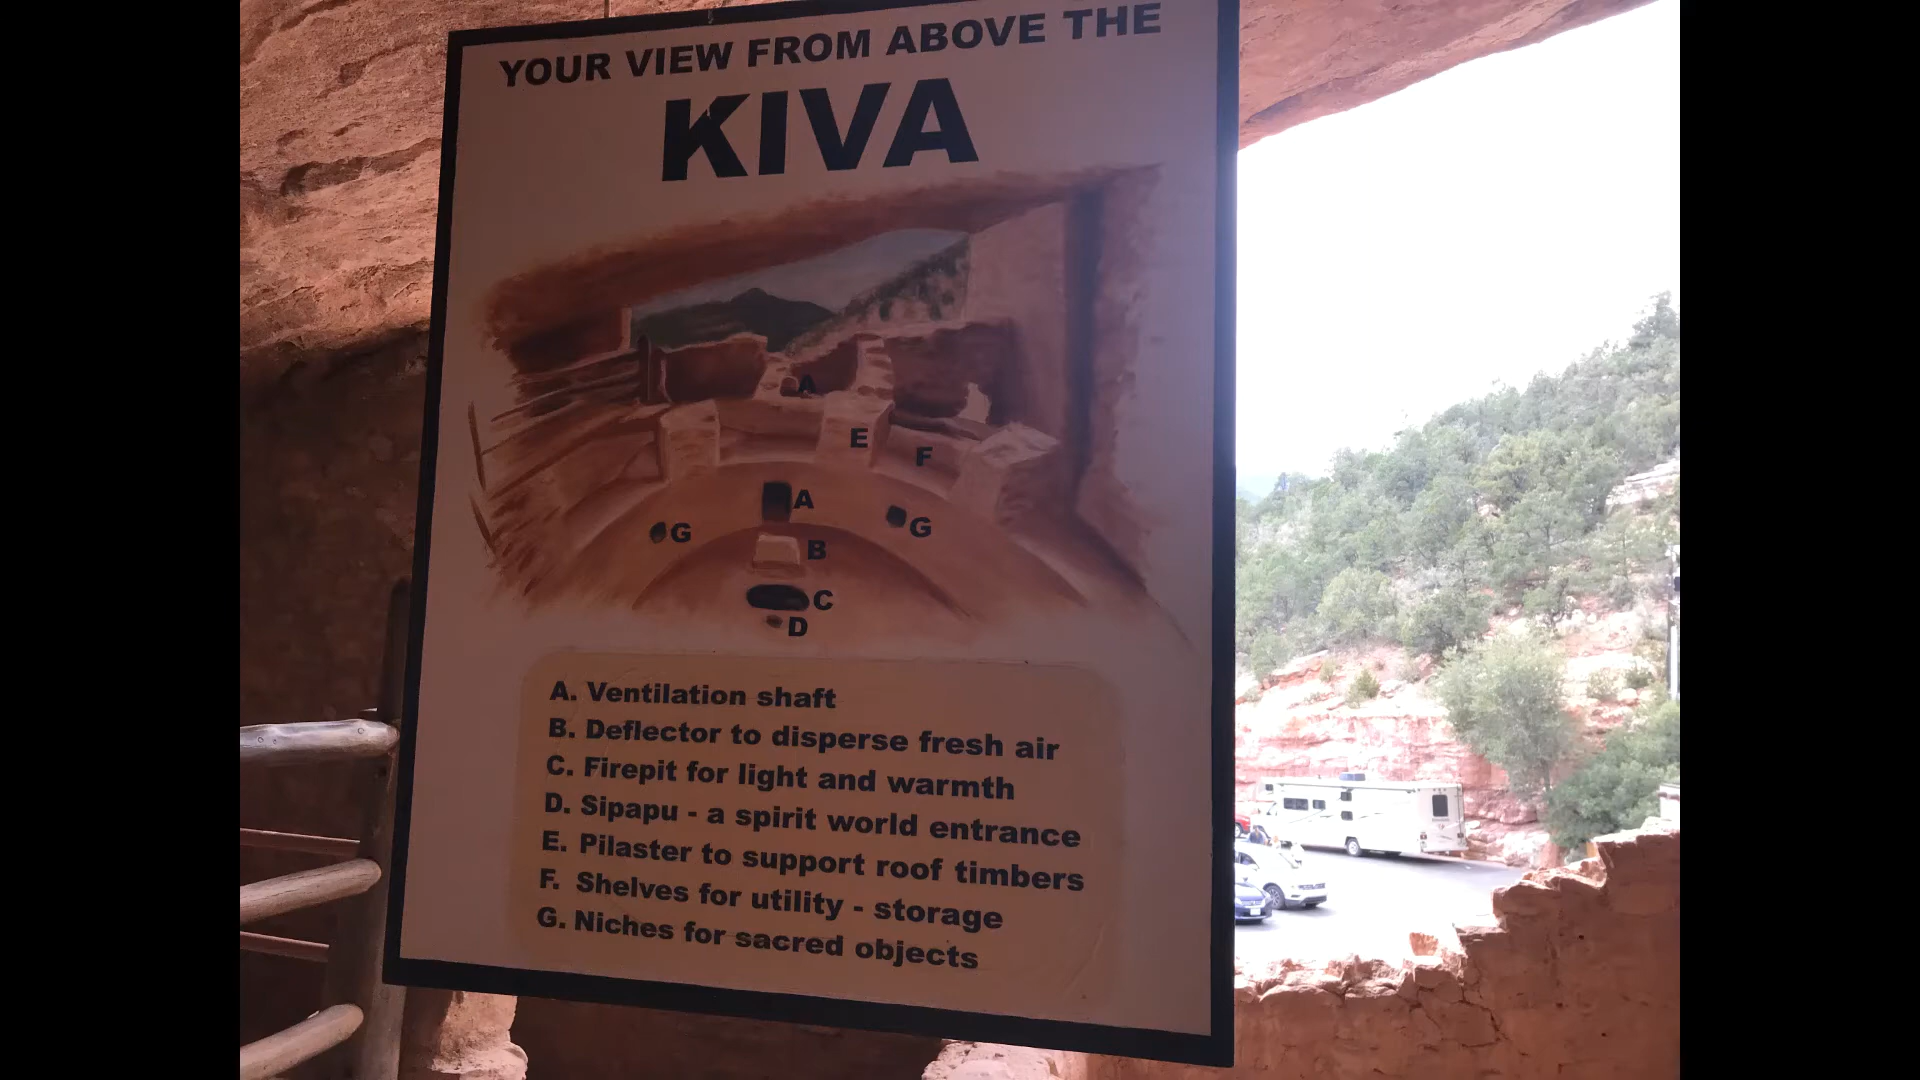 YOUR VIEW FROM ABOVE THE
KIVA
A
E
F
A
G
G
B
C
D
A. Ventilation shaft
B. Deflector to disperse fresh air
C. Firepit for light and warmth
D. Sipapu - a spirit world entrance
E. Pilaster to support roof timbers
F. Shelves for utility - storage
G. Niches for sacred objects